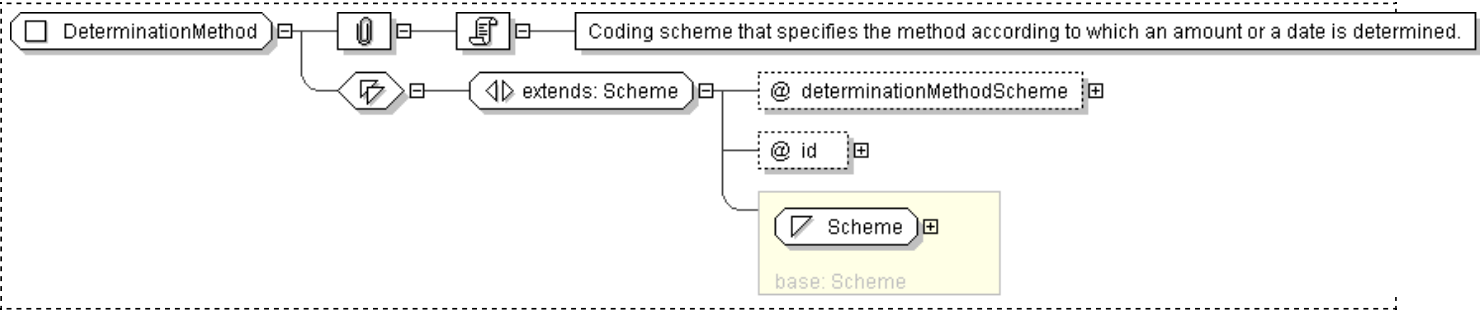 DeterminationMethod
Coding scheme that specifies the method according to which an amount or a date is determined.
extends: Scheme
@ determinationMethodScheme
@ id
Scheme
base: Scheme